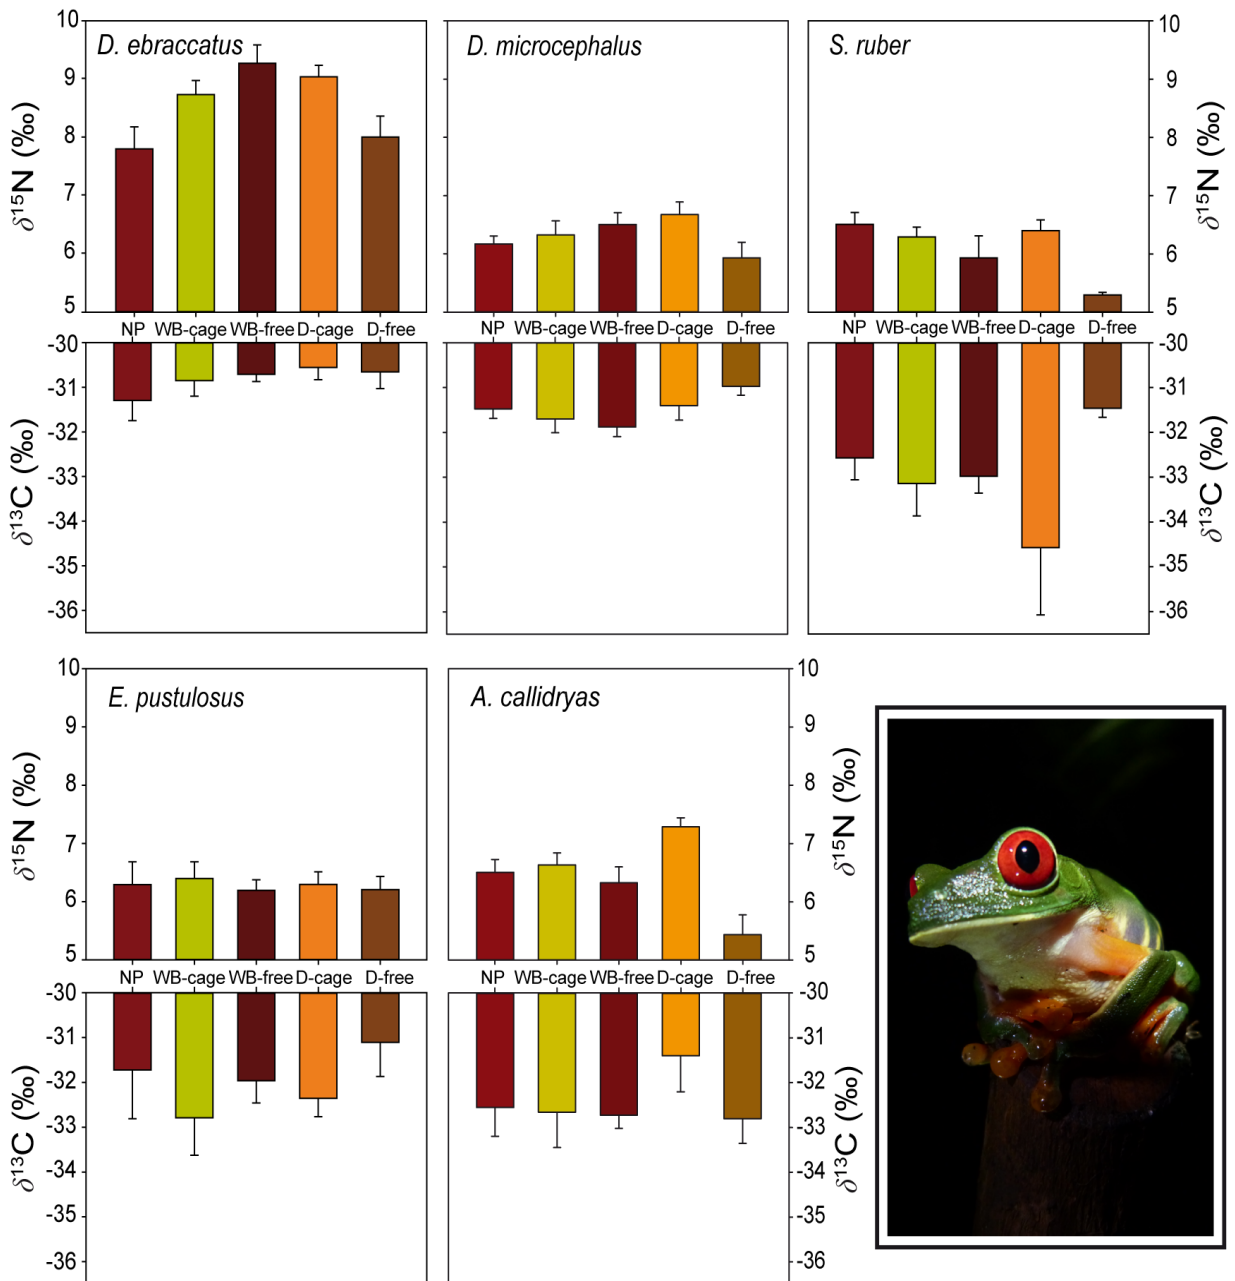 D. ebraccatus
D. microcephalus
S. ruber
10
9
8
7
6
5
δ15N (‰)
10
9
8
7
6
5
δ15N (‰)
NP WB-cage WB-free D-cage D-free
NP WB-cage WB-free D-cage D-free
NP WB-cage WB-free D-cage D-free
-30
-31
-32
-33
-34
-35
-36
δ13C (‰)
-30
-31
-32
-33
-34
-35
-36
δ13C (‰)
E. pustulosus
A. callidryas
10
9
8
7
6
5
δ15N (‰)
10
9
8
7
6
5
δ15N (‰)
NP WB-cage WB-free D-cage D-free
NP WB-cage WB-free D-cage D-free
-30
-31
-32
-33
-34
-35
-36
δ13C (‰)
-30
-31
-32
-33
-34
-35
-36
δ13C (‰)